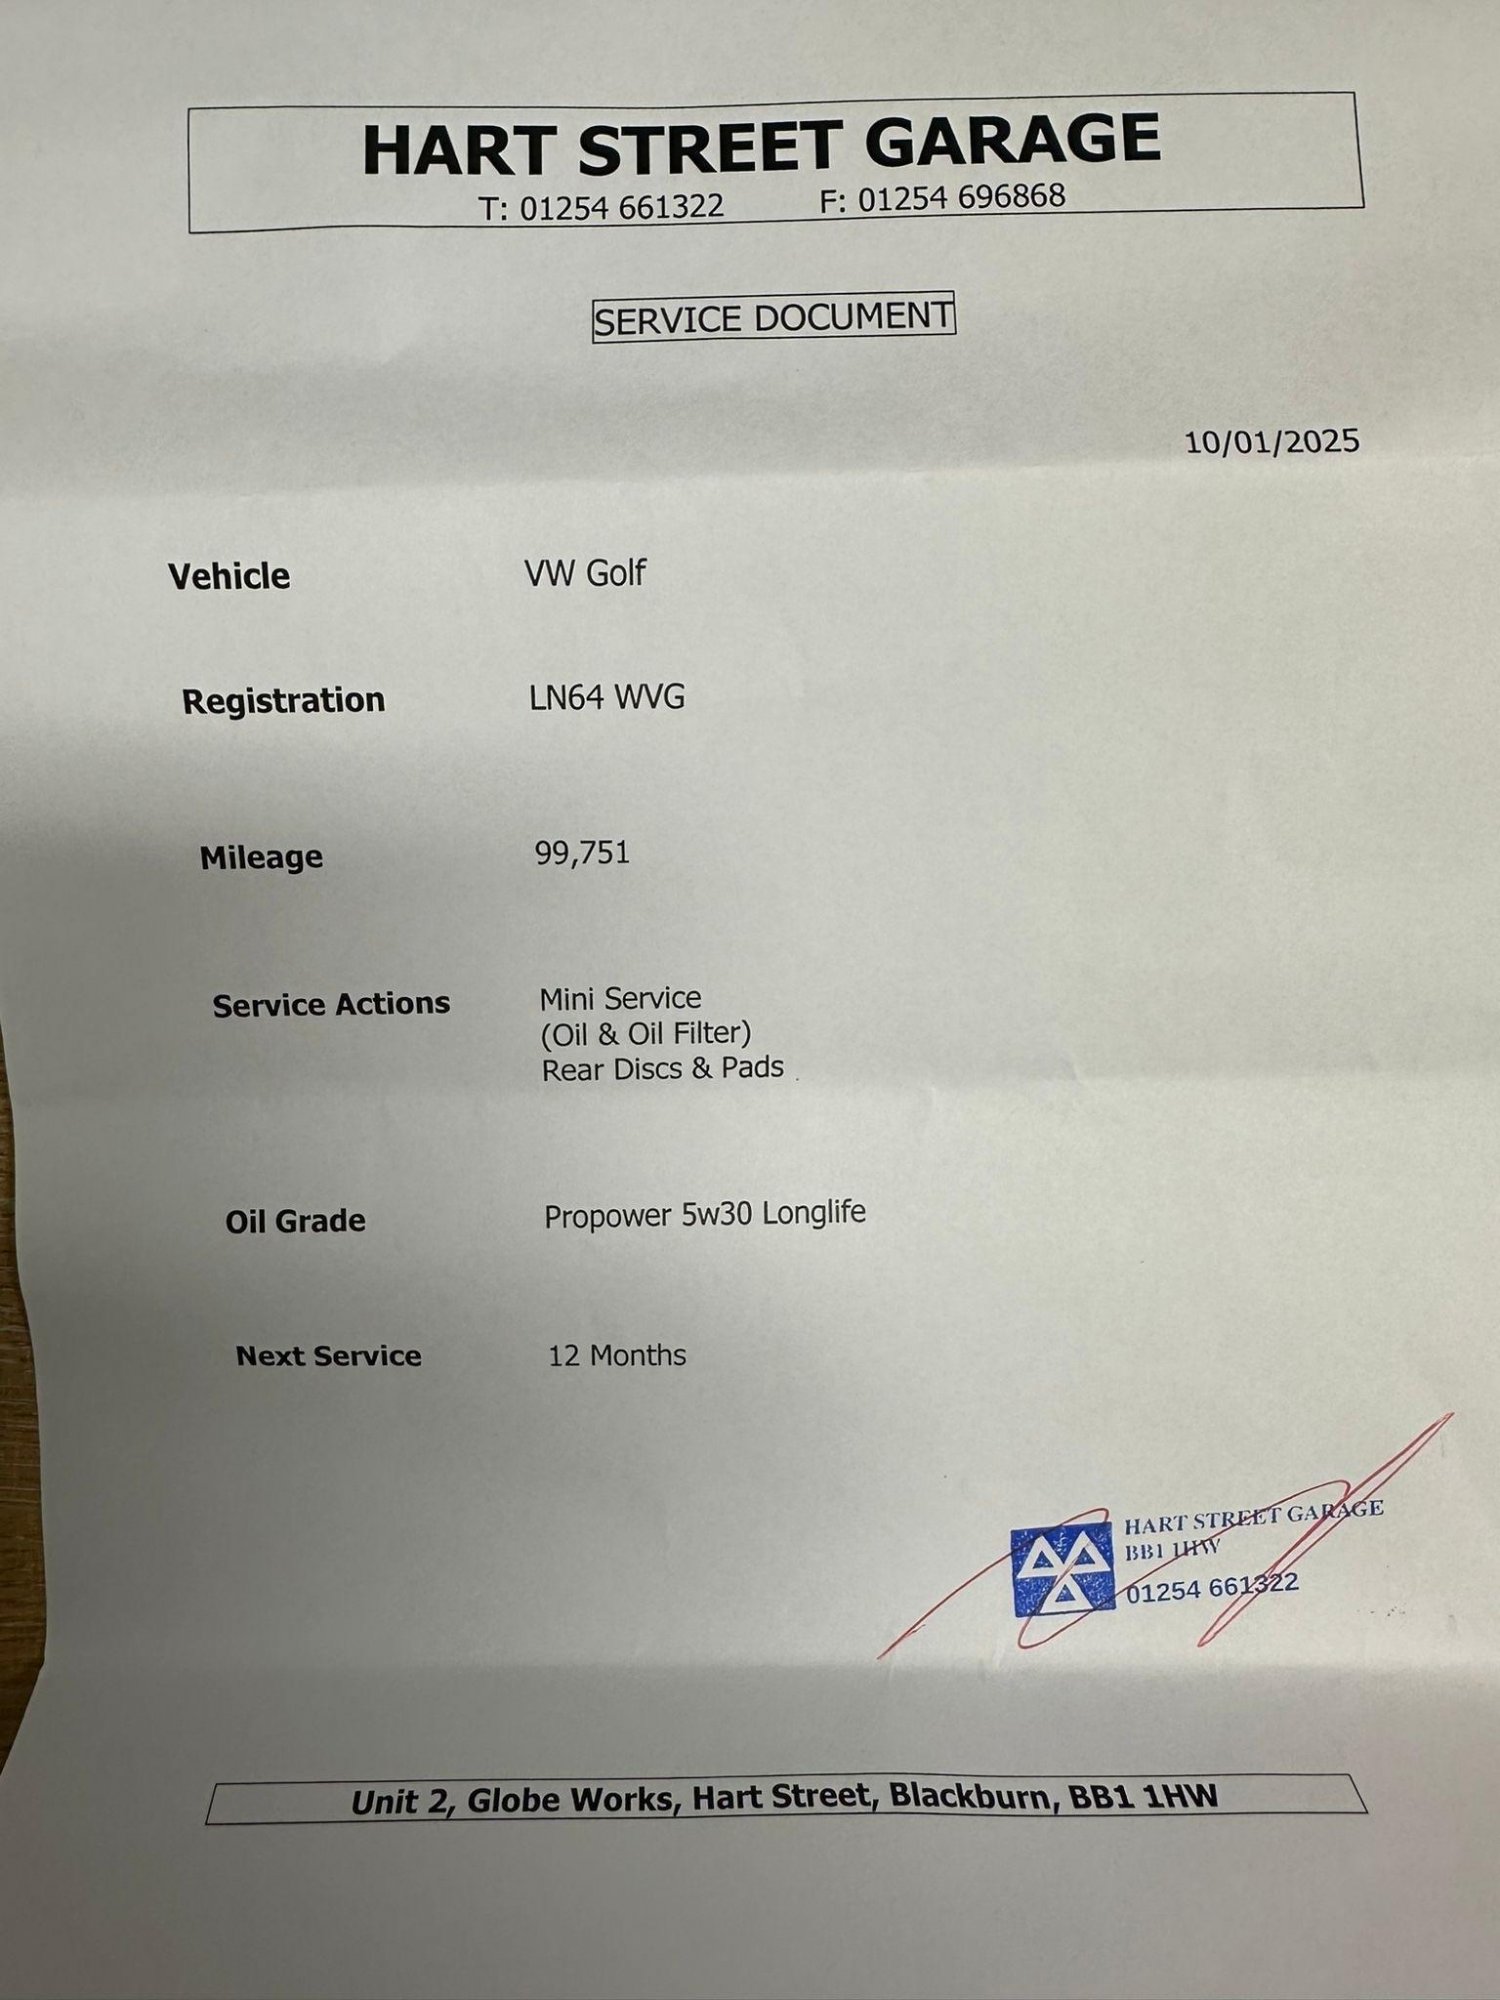 HART STREET GARAGE
T: 01254 661322 F: 01254 696868
SERVICE DOCUMENT
10/01/2025
Vehicle VW Golf
Registration LN64 WVG
Mileage 99,751
Service Actions Mini Service
(Oil & Oil Filter)
Rear Discs & Pads
Oil Grade Propower 5w30 Longlife
Next Service 12 Months
HART STREET GARAGE
BB1 1HW
01254 661322
Unit 2, Globe Works, Hart Street, Blackburn, BB1 1HW